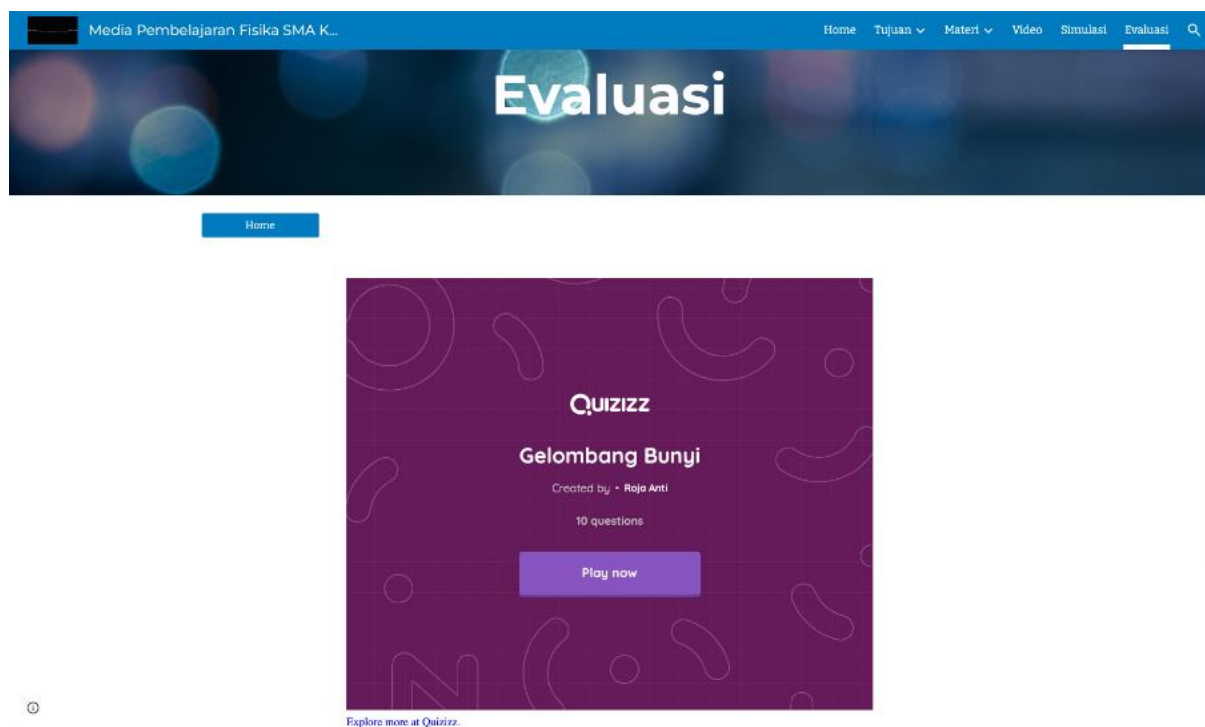 Media Pembelajaran Fisika SMA K...
Home Tujuan Materi Video Simulasi Evaluasi
Evaluasi
Home
Quizizz
Gelombang Bunyi
Created by • Roja Anti
10 questions
Play now
Explore more at Quizizz.